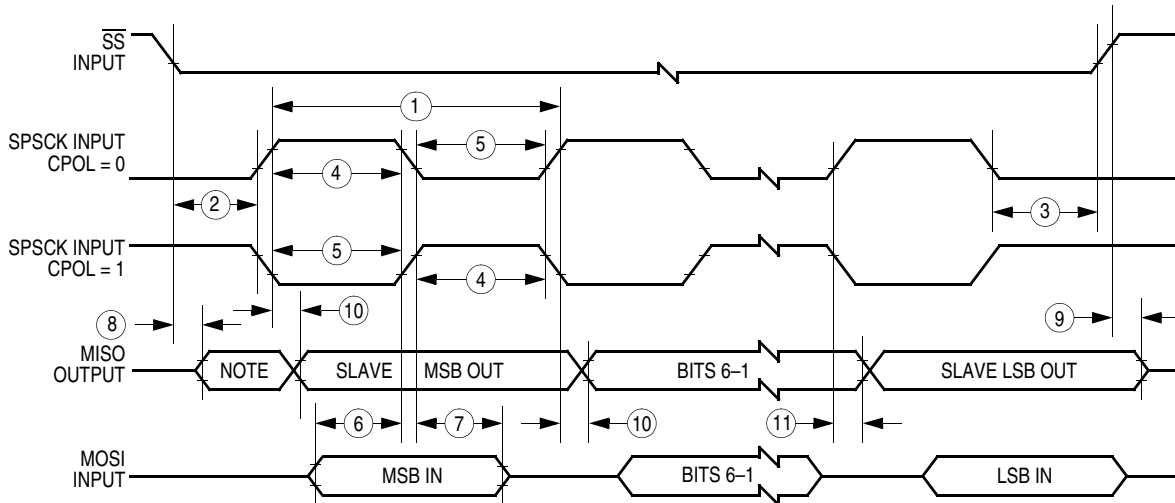 SS
INPUT
1
SPSCK INPUT
CPOL = 0
5
4
2
3
SPSCK INPUT
CPOL = 1
5
4
8
10
9
MISO
OUTPUT
NOTE
SLAVE MSB OUT
BITS 6–1
SLAVE LSB OUT
6
7
10
11
MOSI
INPUT
MSB IN
BITS 6–1
LSB IN